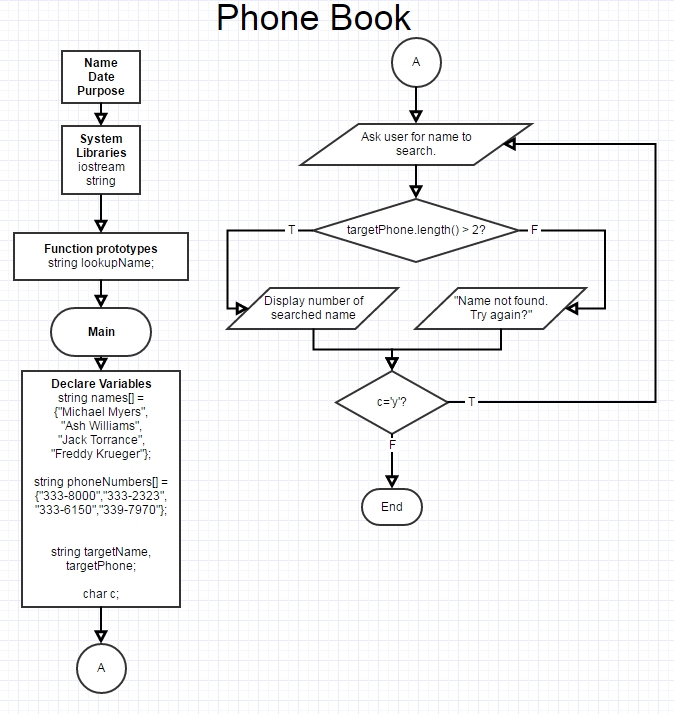 Phone Book
Name
Date
Purpose
System
Libraries
iostream
string
Function prototypes
string lookupName;
Main
Declare Variables
string names[] =
{"Michael Myers",
"Ash Williams",
"Jack Torrance",
"Freddy Krueger"};
string phoneNumbers[] =
{"333-8000","333-2323",
"333-6150","339-7970"};
string targetName,
targetPhone;
char c;
A
A
Ask user for name to
search.
targetPhone.length() > 2?
T
F
Display number of
searched name
"Name not found.
Try again?"
c='y'?
T
F
End